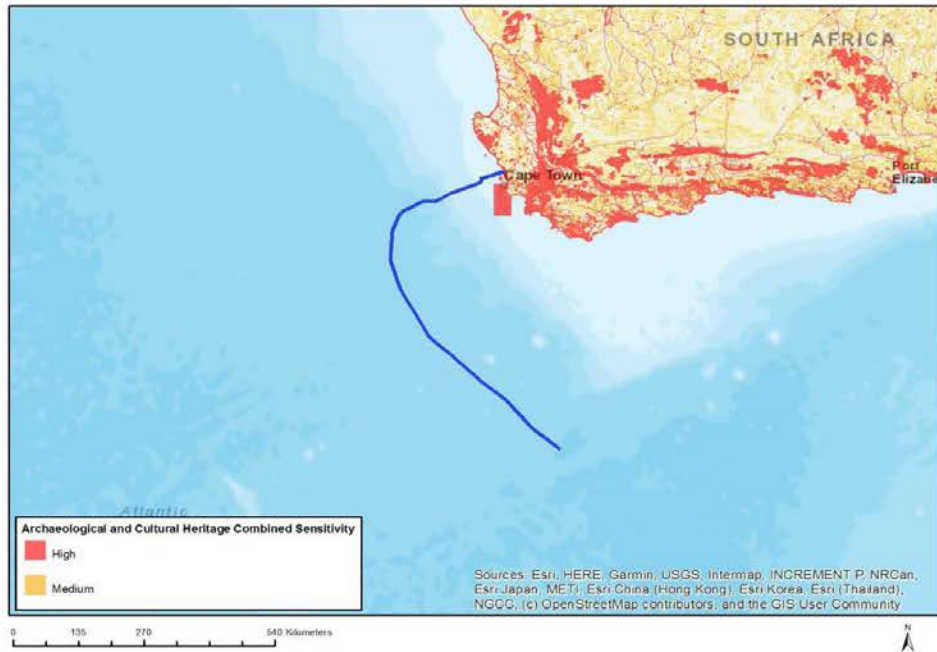 SOUTH AFRICA
Port
Elizabe
Cape Town
Atlantic
Archaeological and Cultural Heritage Combined Sensitivity
High
Medium
Sources: Esri, HERE, Garmin, USGS, Intermap, INCREMENT P, NRCan,
Esri Japan, METI, Esri China (Hong Kong), Esri Korea, Esri (Thailand),
NGCC, (c) OpenStreetMap contributors, and the GIS User Community
0 135 270 540 Kilometers
N